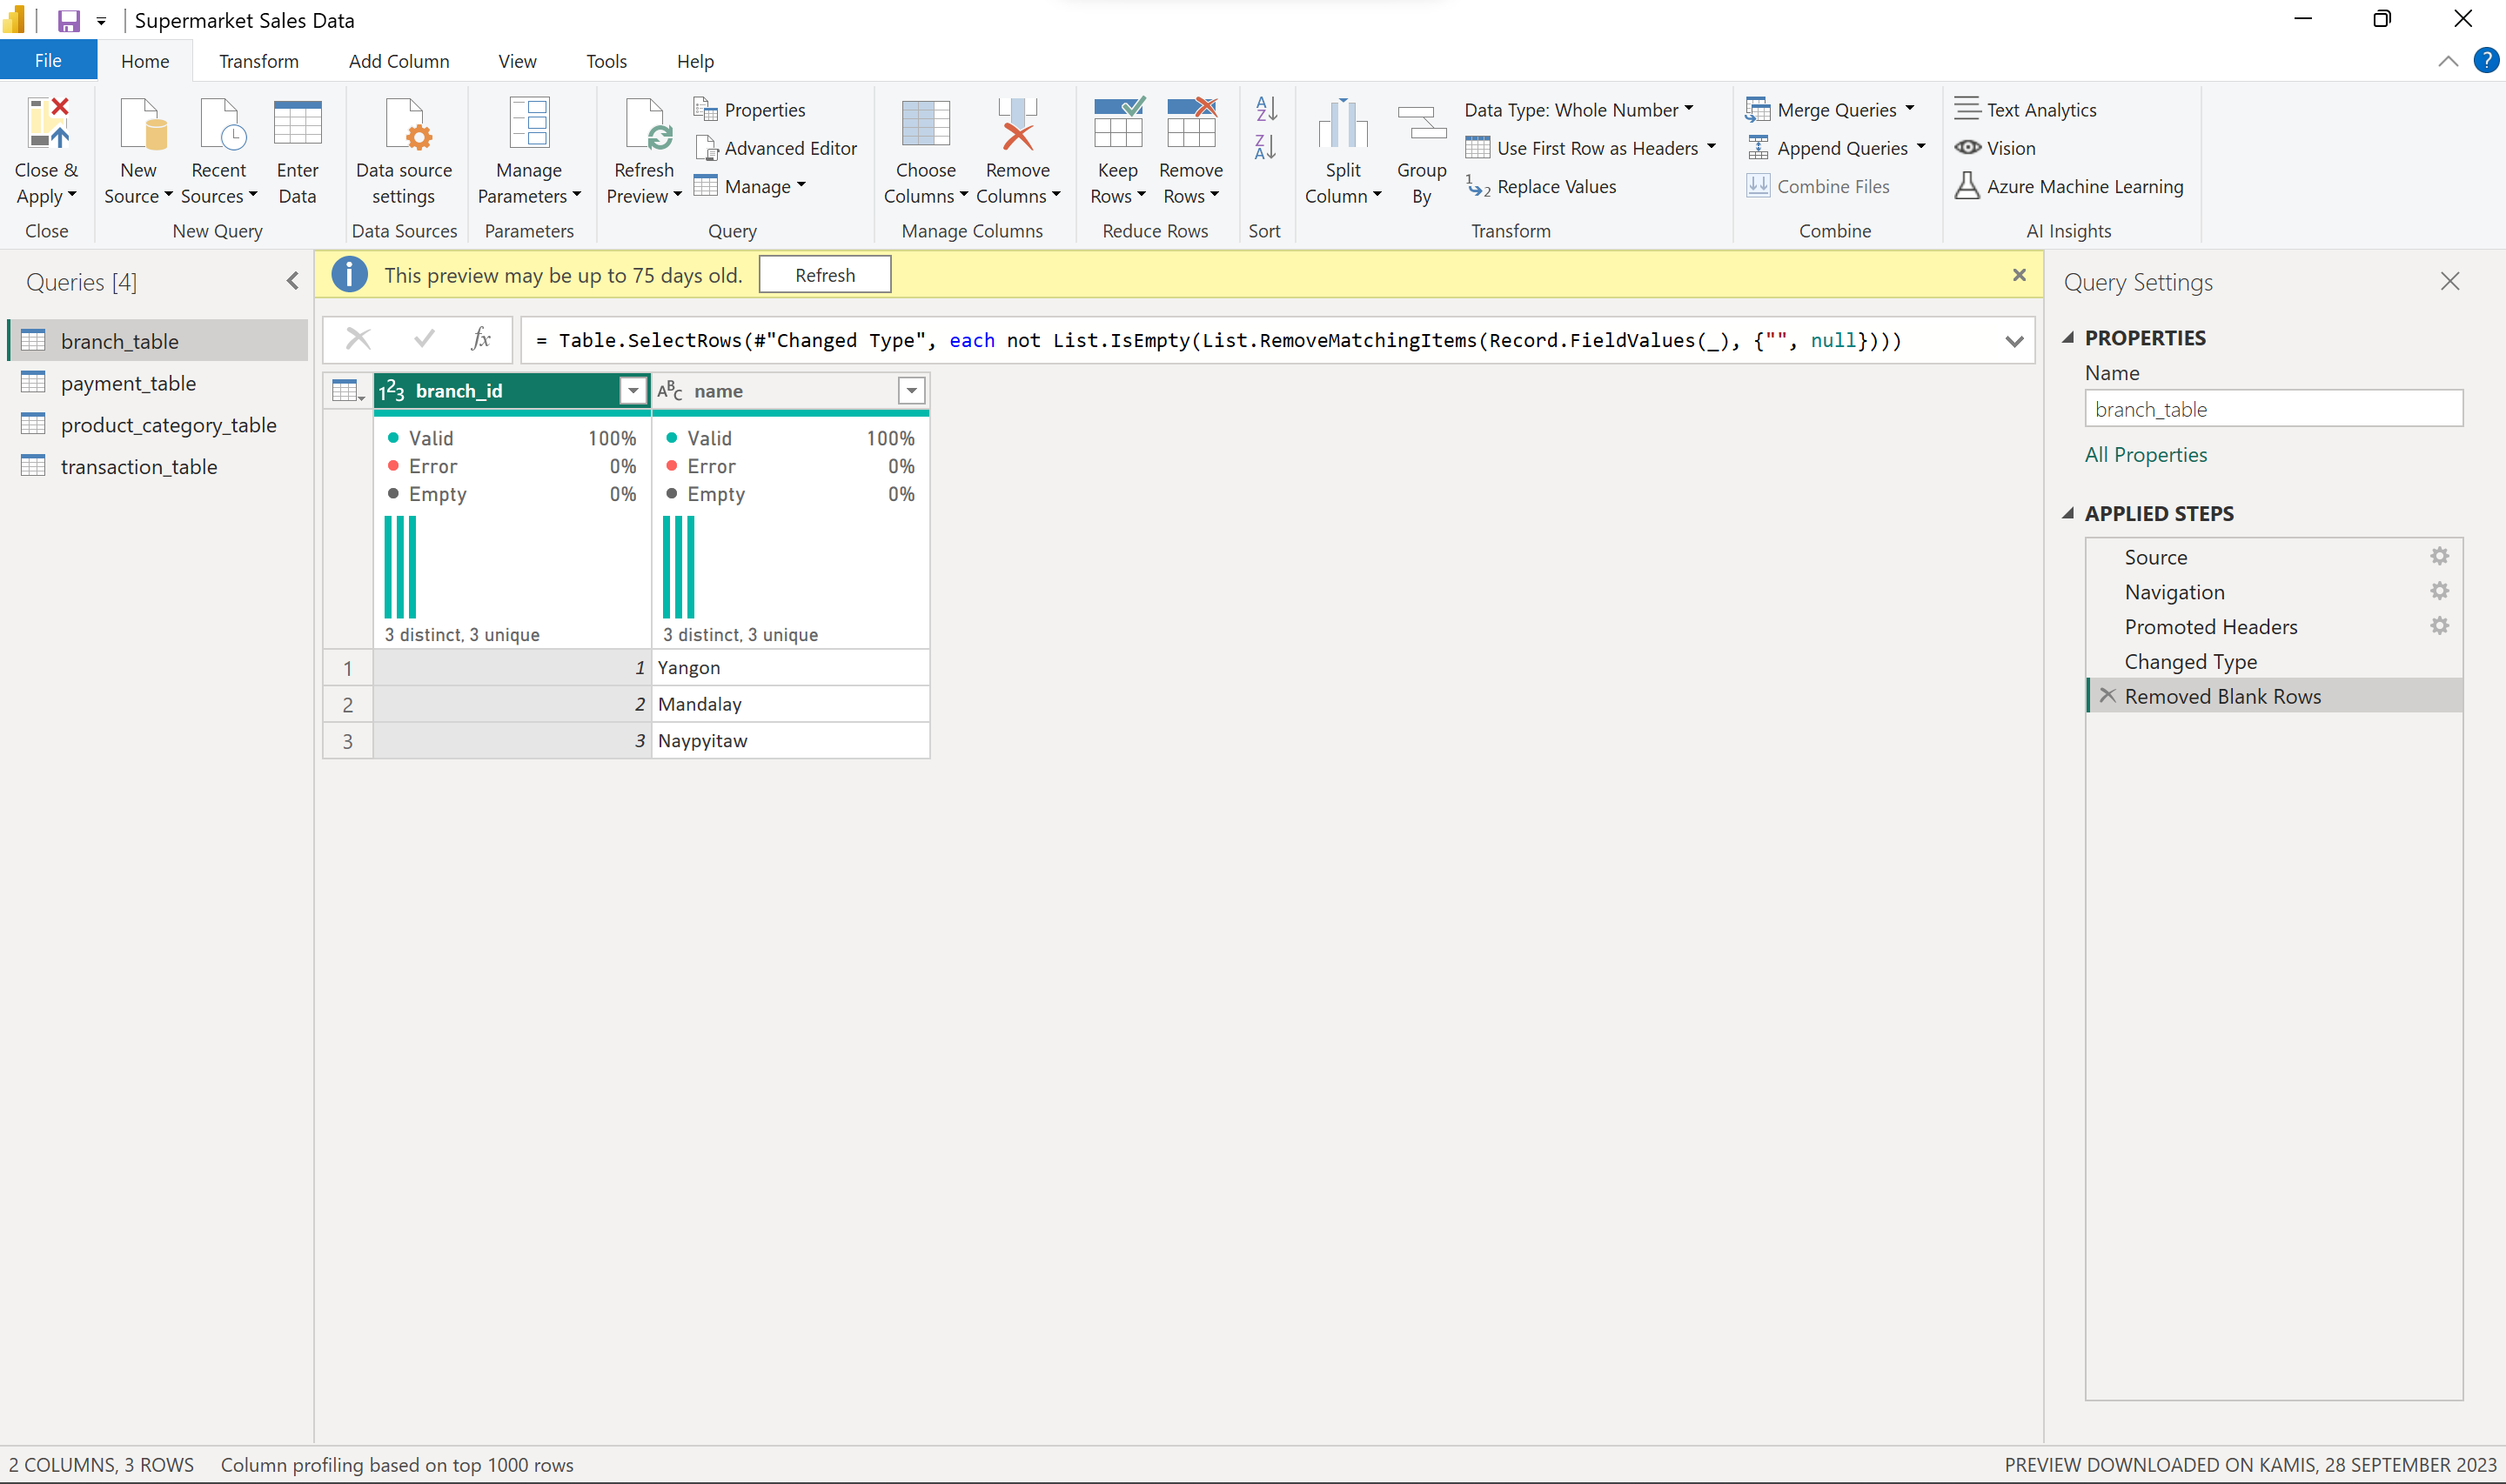 Supermarket Sales Data
File Home Transform Add Column View Tools Help
Close & Apply
Close
New Source
Recent Sources
Enter Data
New Query
Data source settings
Data Sources
Manage Parameters
Parameters
Refresh Preview
Properties
Advanced Editor
Manage
Query
Choose Columns
Remove Columns
Manage Columns
Keep Rows
Remove Rows
Reduce Rows
Sort
Split Column
Group By
Data Type: Whole Number
Use First Row as Headers
Replace Values
Transform
Merge Queries
Append Queries
Combine Files
Combine
Text Analytics
Vision
Azure Machine Learning
AI Insights
Queries [4]
branch_table
payment_table
product_category_table
transaction_table
This preview may be up to 75 days old. Refresh
fx = Table.SelectRows(#"Changed Type", each not List.IsEmpty(List.RemoveMatchingItems(Record.FieldValues(_), {"", null})))
123 branch_id ABC name
Valid 100% Valid 100%
Error 0% Error 0%
Empty 0% Empty 0%
3 distinct, 3 unique 3 distinct, 3 unique
1 1 Yangon
2 2 Mandalay
3 3 Naypyitaw
Query Settings
PROPERTIES
Name
branch_table
All Properties
APPLIED STEPS
Source
Navigation
Promoted Headers
Changed Type
Removed Blank Rows
2 COLUMNS, 3 ROWS Column profiling based on top 1000 rows
PREVIEW DOWNLOADED ON KAMIS, 28 SEPTEMBER 2023